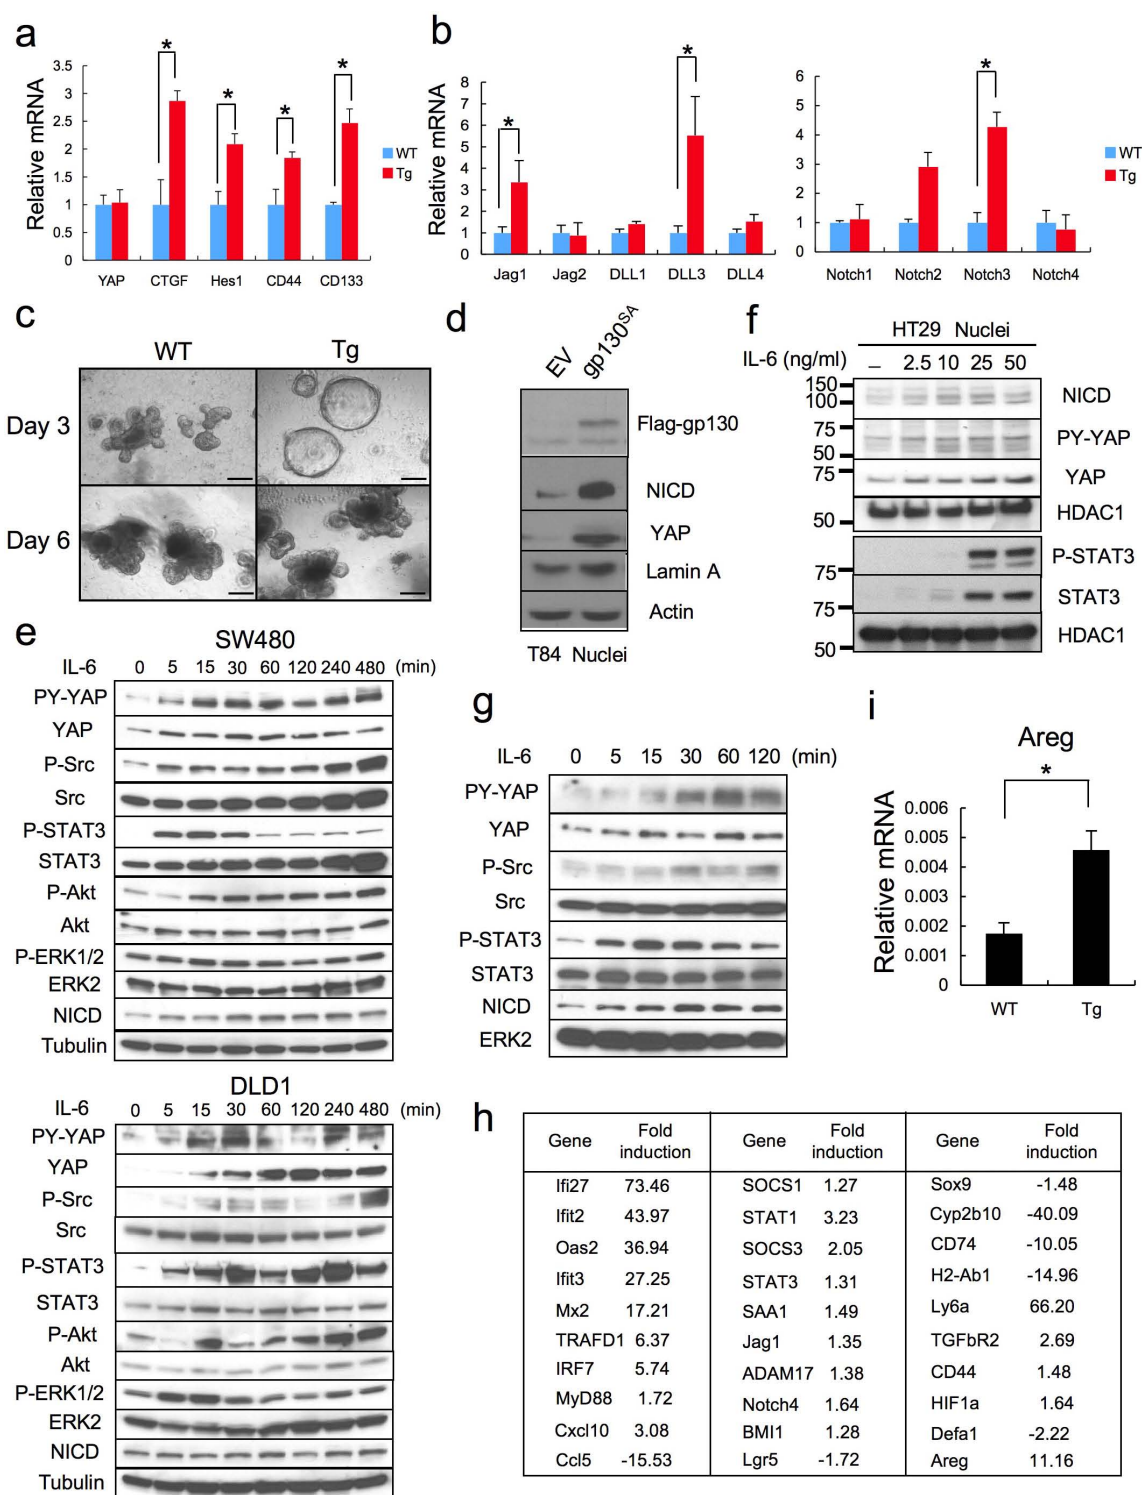 a
Relative mRNA
3.5
3
2.5
2
1.5
1
0.5
0
*
*
*
*
YAP CTGF Hes1 CD44 CD133
WT
Tg
b
Relative mRNA
8
7
6
5
4
3
2
1
0
*
*
Jag1 Jag2 DLL1 DLL3 DLL4
6
5
4
3
2
1
0
*
Notch1 Notch2 Notch3 Notch4
WT
Tg
c
WT Tg
Day 3
Day 6
d
EV gp130SA
Flag-gp130
NICD
YAP
Lamin A
Actin
T84 Nuclei
f
HT29 Nuclei
IL-6 (ng/ml) – 2.5 10 25 50
150
100
NICD
75
50
PY-YAP
75
YAP
50
HDAC1
75
P-STAT3
75
STAT3
50
HDAC1
e
SW480
IL-6 0 5 15 30 60 120 240 480 (min)
PY-YAP
YAP
P-Src
Src
P-STAT3
STAT3
P-Akt
Akt
P-ERK1/2
ERK2
NICD
Tubulin
DLD1
IL-6 0 5 15 30 60 120 240 480 (min)
PY-YAP
YAP
P-Src
Src
P-STAT3
STAT3
P-Akt
Akt
P-ERK1/2
ERK2
NICD
Tubulin
g
IL-6 0 5 15 30 60 120 (min)
PY-YAP
YAP
P-Src
Src
P-STAT3
STAT3
NICD
ERK2
i
Areg
*
Relative mRNA
0.006
0.005
0.004
0.003
0.002
0.001
0
WT Tg
h
Gene Fold induction Gene Fold induction Gene Fold induction
Ifi27 73.46 SOCS1 1.27 Sox9 -1.48
Ifit2 43.97 STAT1 3.23 Cyp2b10 -40.09
Oas2 36.94 SOCS3 2.05 CD74 -10.05
Ifit3 27.25 STAT3 1.31 H2-Ab1 -14.96
Mx2 17.21 SAA1 1.49 Ly6a 66.20
TRAFD1 6.37 Jag1 1.35 TGFbR2 2.69
IRF7 5.74 ADAM17 1.38 CD44 1.48
MyD88 1.72 Notch4 1.64 HIF1a 1.64
Cxcl10 3.08 BMI1 1.28 Defa1 -2.22
Ccl5 -15.53 Lgr5 -1.72 Areg 11.16